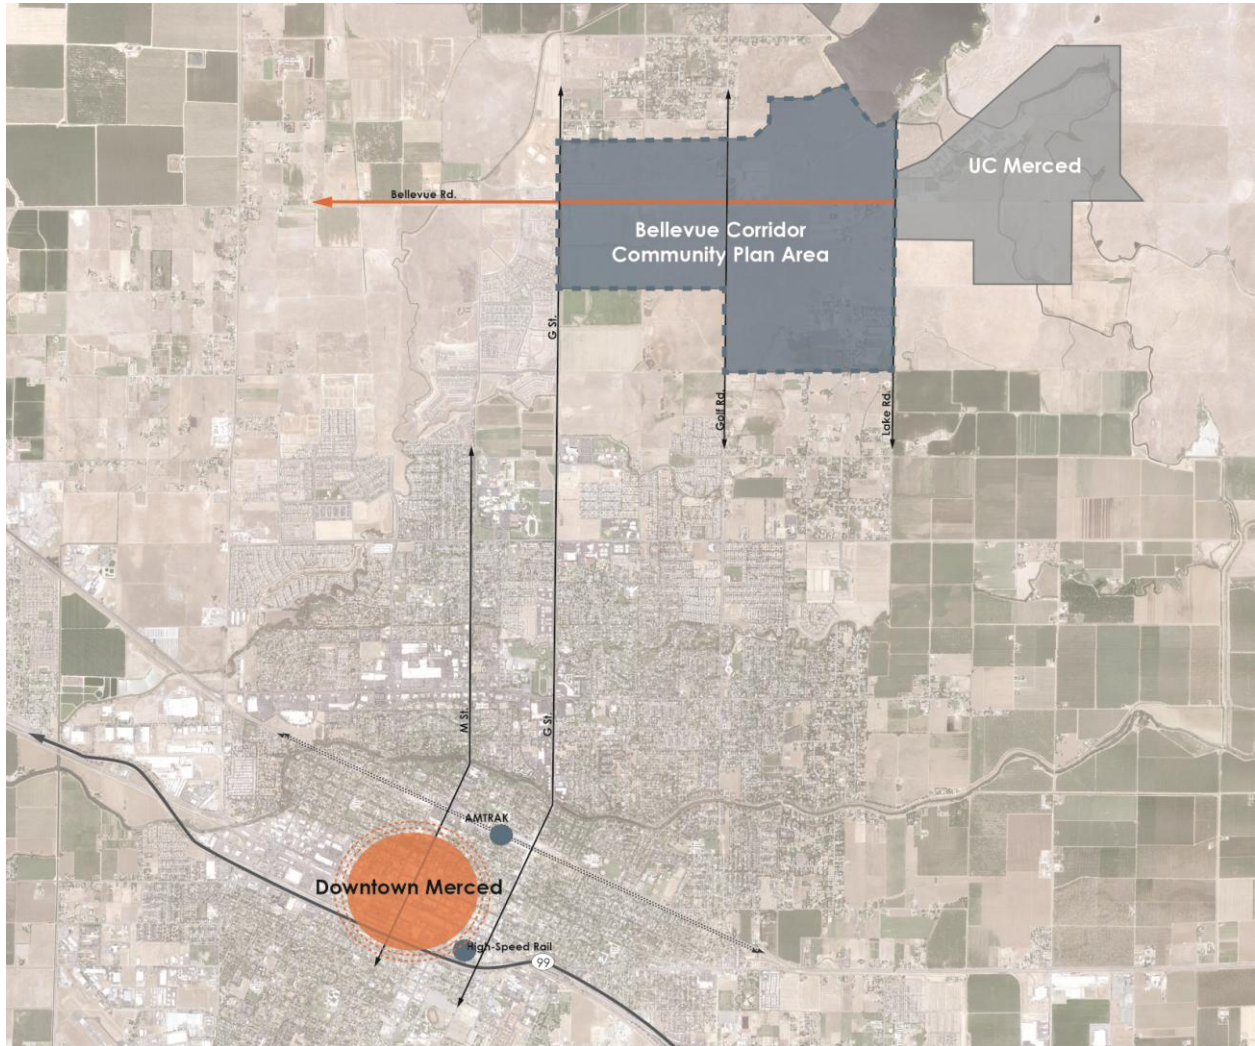 UC Merced
Bellevue Rd.
Bellevue Corridor
Community Plan Area
G St.
Golf Rd.
Lake Rd.
M St.
G St.
AMTRAK
Downtown Merced
High-Speed Rail
99